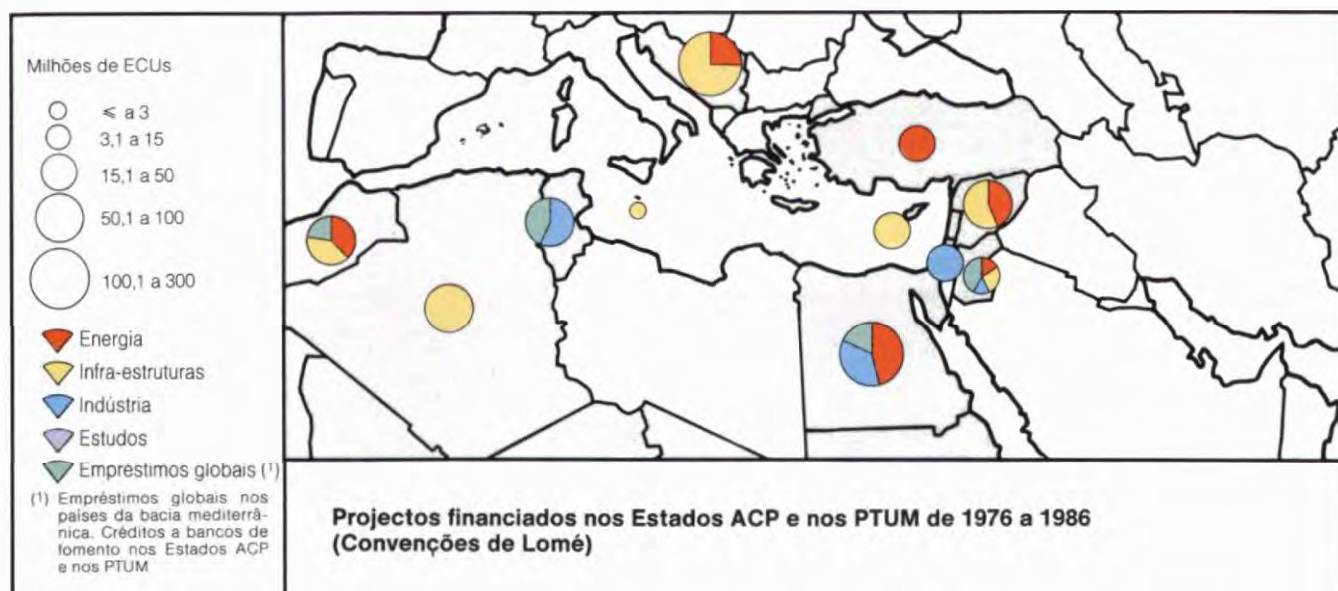 Milhões de ECUs
≤ a 3
3,1 a 15
15,1 a 50
50,1 a 100
100,1 a 300
Energia
Infra-estruturas
Indústria
Estudos
Empréstimos globais (¹)
(¹) Empréstimos globais nos
países da bacia mediterrâ-
nica. Créditos a bancos de
fomento nos Estados ACP
e nos PTUM
Projectos financiados nos Estados ACP e nos PTUM de 1976 a 1986
(Convenções de Lomé)